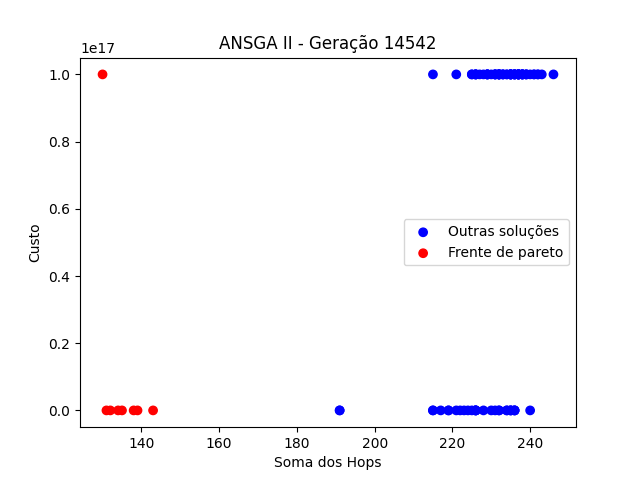 ANSGA II - Geração 14542
1e17
1.0
0.8
0.6
0.4
0.2
0.0
Custo
Outras soluções
Frente de pareto
140 160 180 200 220 240
Soma dos Hops